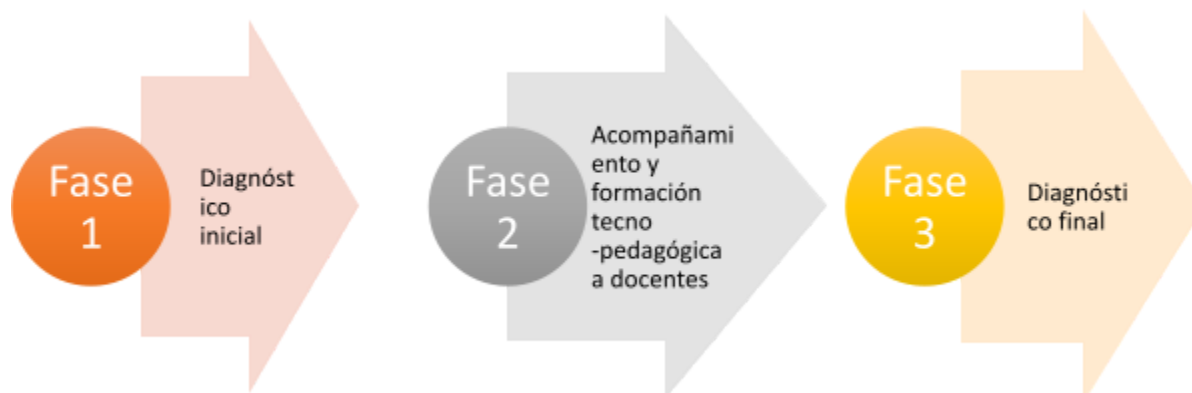 Fase
1
Diagnóst
ico
inicial
Fase
2
Acompañami
ento y
formación
tecno
-pedagógica
a docentes
Fase
3
Diagnósti
co final